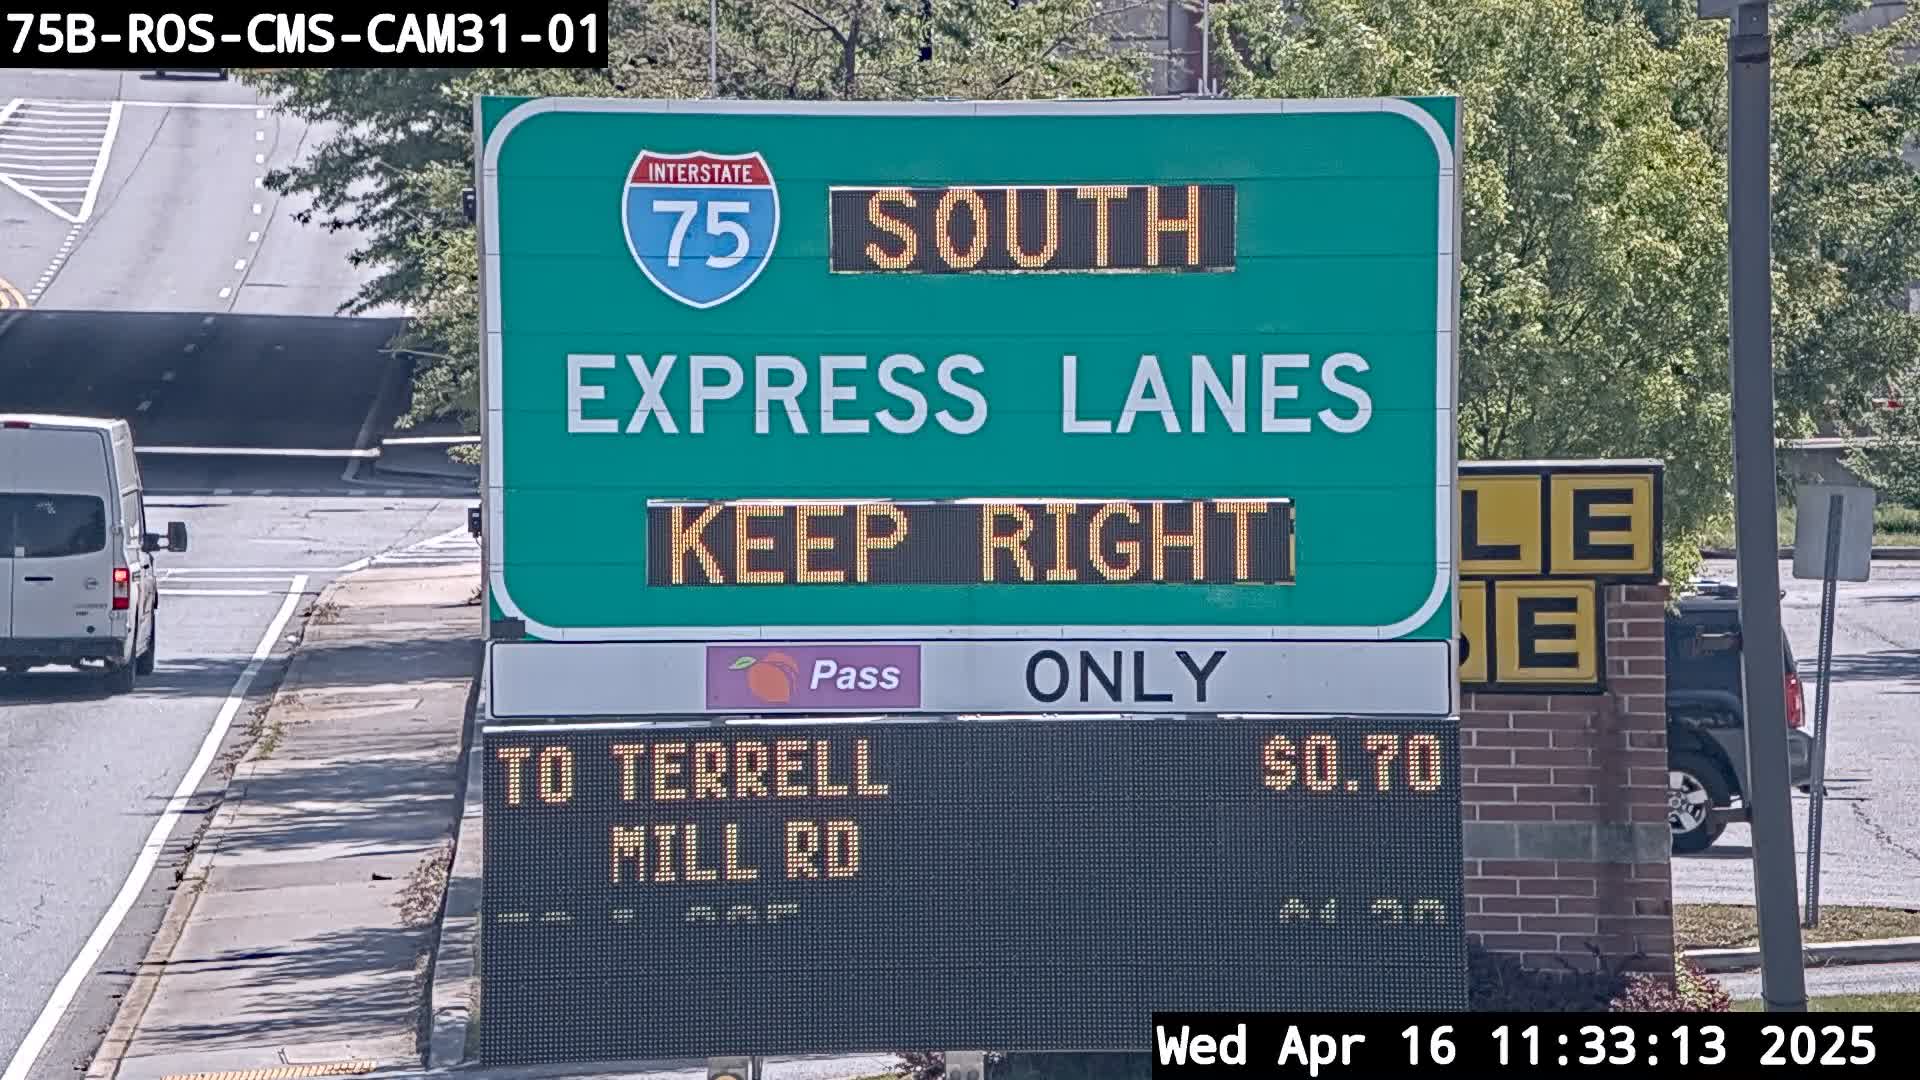 75B-ROS-CMS-CAM31-01
INTERSTATE
75
SOUTH
EXPRESS LANES
KEEP RIGHT
Pass
ONLY
TO TERRELL $0.70
MILL RD
LE
E
Wed Apr 16 11:33:13 2025